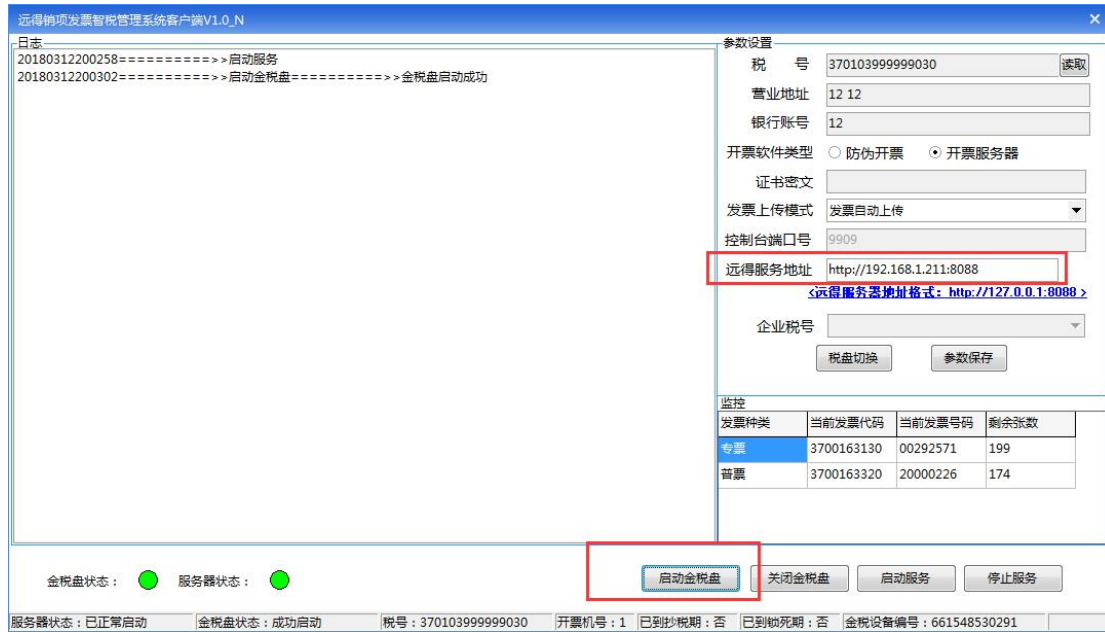 远得销项发票智税管理系统客户端V1.0_N
日志
20180312200258==========>>启动服务
20180312200302==========>>启动金税盘==========>>金税盘启动成功
参数设置
税 号 370103999999030 读取
营业地址 12 12
银行账号 12
开票软件类型 防伪开票 开票服务器
证书密文
发票上传模式 发票自动上传
控制台端口号 9909
远得服务地址 http://192.168.1.211:8088
<远得服务器地址格式：http://127.0.0.1:8088 >
企业税号
税盘切换 参数保存
监控
发票种类 当前发票代码 当前发票号码 剩余张数
专票 3700163130 00292571 199
普票 3700163320 20000226 174
金税盘状态： 服务器状态： 启动金税盘 关闭金税盘 启动服务 停止服务
服务器状态：已正常启动 金税盘状态：成功启动 税号：370103999999030 开票机号：1 已到抄税期：否 已到锁死期：否 金税设备编号：661548530291